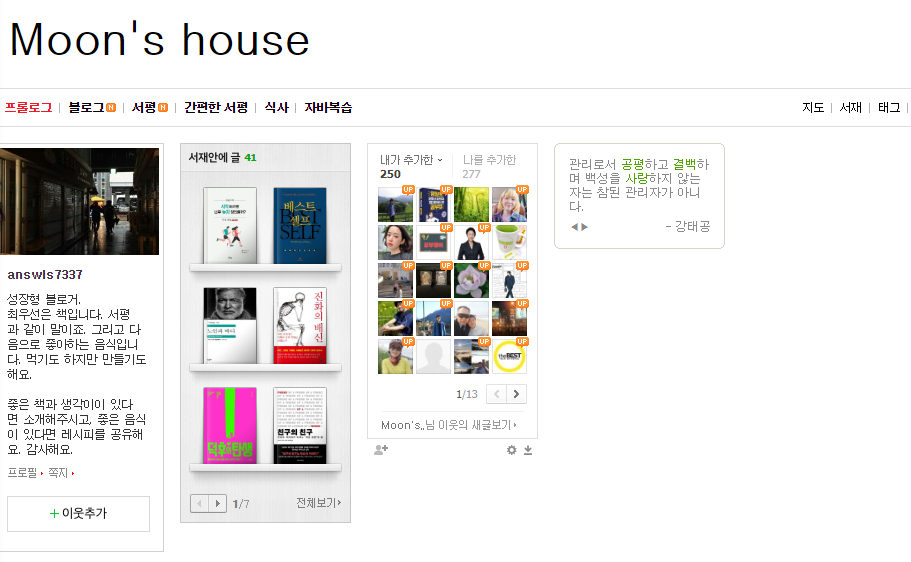 Moon's house
프롤로그 | 블로그 N | 서평 N | 간편한 서평 | 식사 | 자바복습
지도 | 서재 | 태그 |
answls7337
성장형 블로거.
최우선은 책입니다. 서평
과 같이 말이죠. 그리고 다
음으로 좋아하는 음식입니
다. 먹기도 하지만 만들기도
해요.
좋은 책과 생각이이 있다
면 소개해주시고, 좋은 음식
이 있다면 레시피를 공유해
요. 감사해요.
프로필 쪽지
+ 이웃추가
서재안에 글 41
베스트
셀프
SELF
노인과 바다
진화의 배신
덕후와 탄생
친구의 친구
1/7
전체보기
내가 추가한
250
나를 추가한
277
UP UP UP UP
UP UP
UP UP UP UP
UP UP UP UP
UP UP UP
the BEST
1/13
Moon's,,님 이웃의 새글보기
관리로서 공평하고 결백하
며 백성을 사랑하지 않는
자는 참된 관리자가 아니
다.
- 강태공